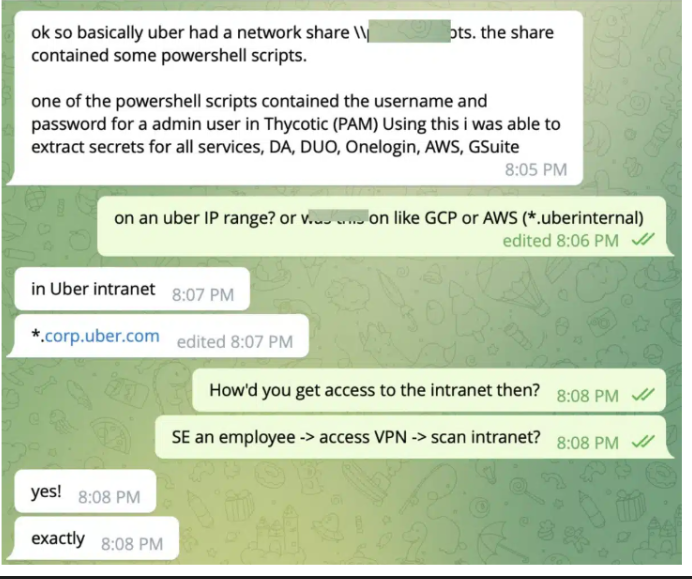 ok so basically uber had a network share \\ pts. the share
contained some powershell scripts.
one of the powershell scripts contained the username and
password for a admin user in Thycotic (PAM) Using this i was able to
extract secrets for all services, DA, DUO, Onelogin, AWS, GSuite
8:05 PM
on an uber IP range? or was this on like GCP or AWS (*.uberinternal)
edited 8:06 PM
in Uber intranet 8:07 PM
*.corp.uber.com edited 8:07 PM
How'd you get access to the intranet then? 8:08 PM
SE an employee -> access VPN -> scan intranet? 8:08 PM
yes! 8:08 PM
exactly 8:08 PM